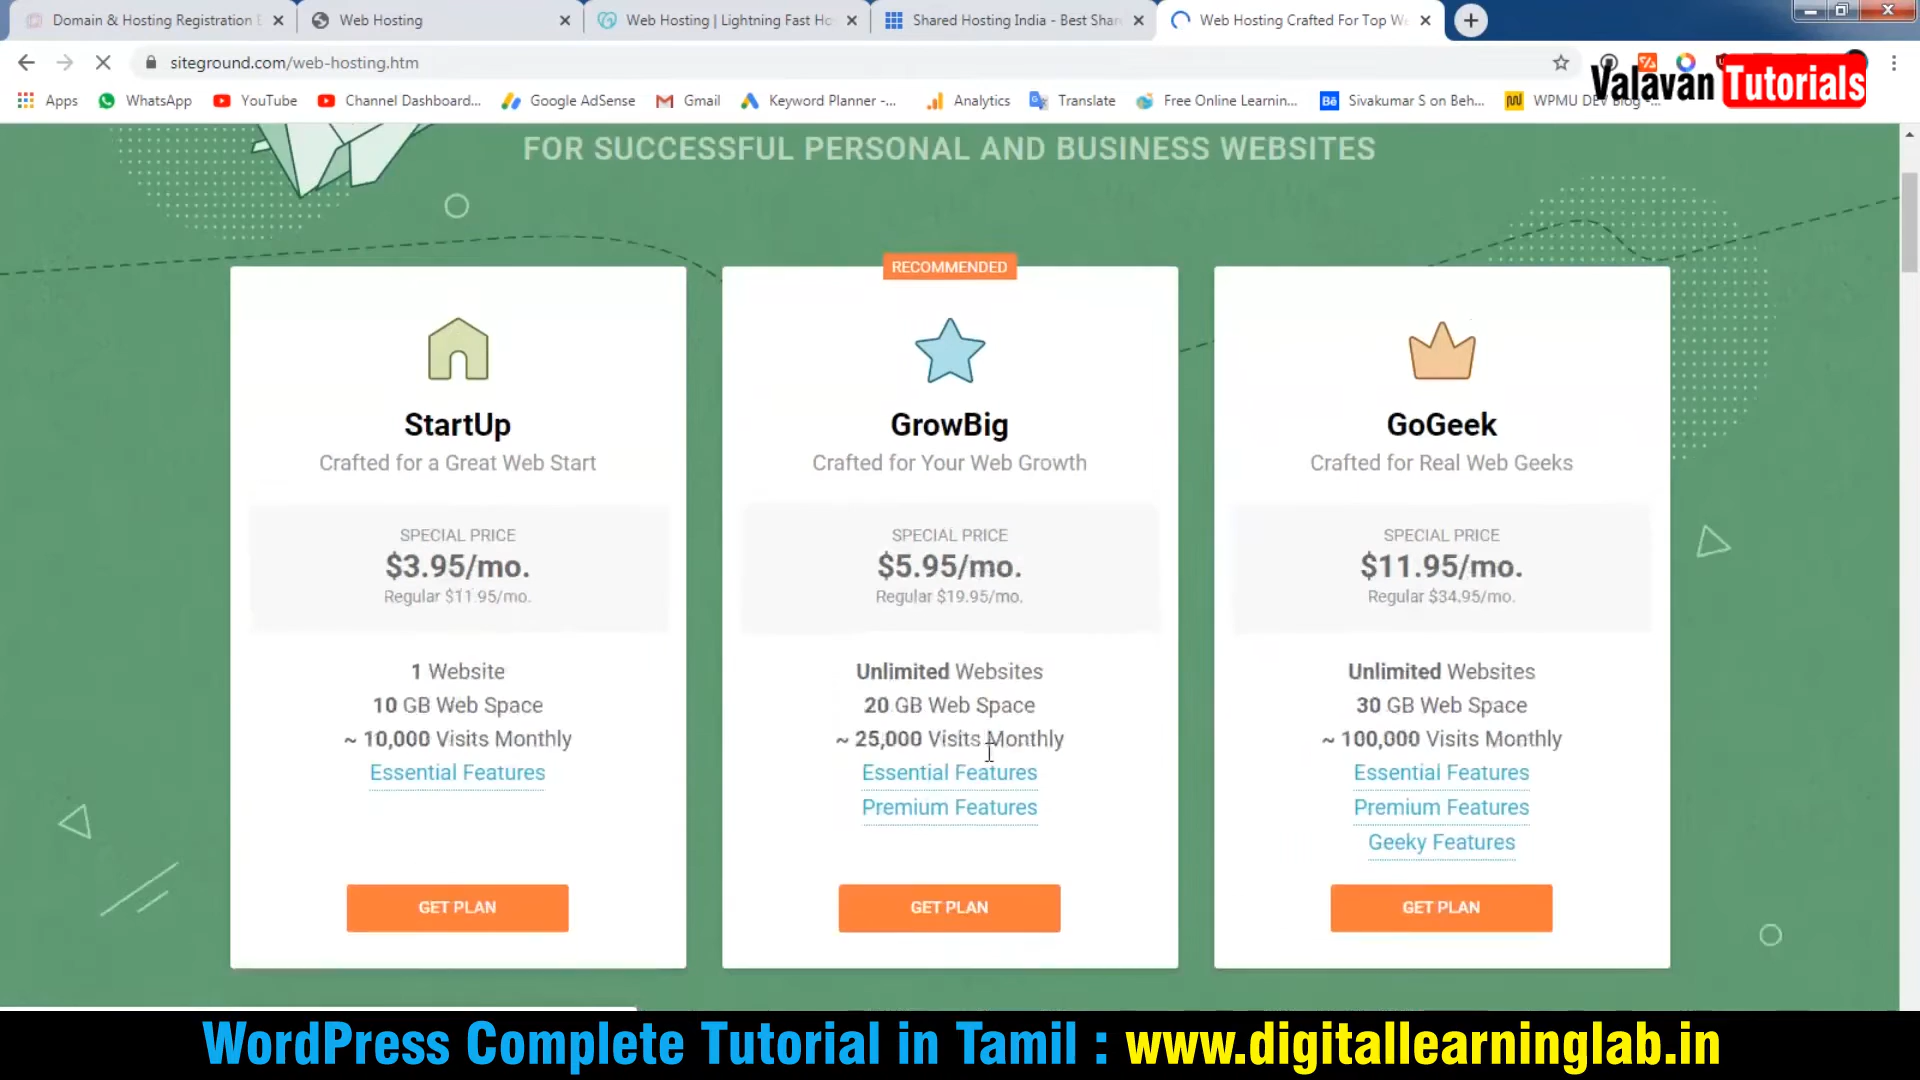 Domain & Hosting Registration
Web Hosting
Web Hosting | Lightning Fast Ho
Shared Hosting India - Best Shar
Web Hosting Crafted For Top We
siteground.com/web-hosting.htm
Valavan Tutorials
Apps
WhatsApp
YouTube
Channel Dashboard...
Google AdSense
Gmail
Keyword Planner -...
Analytics
Translate
Free Online Learnin...
Sivakumar S on Beh...
WPMU DEV Blog -...
FOR SUCCESSFUL PERSONAL AND BUSINESS WEBSITES
StartUp
Crafted for a Great Web Start
SPECIAL PRICE
$3.95/mo.
Regular $11.95/mo.
1 Website
10 GB Web Space
~ 10,000 Visits Monthly
Essential Features
GET PLAN
RECOMMENDED
GrowBig
Crafted for Your Web Growth
SPECIAL PRICE
$5.95/mo.
Regular $19.95/mo.
Unlimited Websites
20 GB Web Space
~ 25,000 Visits Monthly
Essential Features
Premium Features
GET PLAN
GoGeek
Crafted for Real Web Geeks
SPECIAL PRICE
$11.95/mo.
Regular $34.95/mo.
Unlimited Websites
30 GB Web Space
~ 100,000 Visits Monthly
Essential Features
Premium Features
Geeky Features
GET PLAN
WordPress Complete Tutorial in Tamil : www.digitallearninglab.in